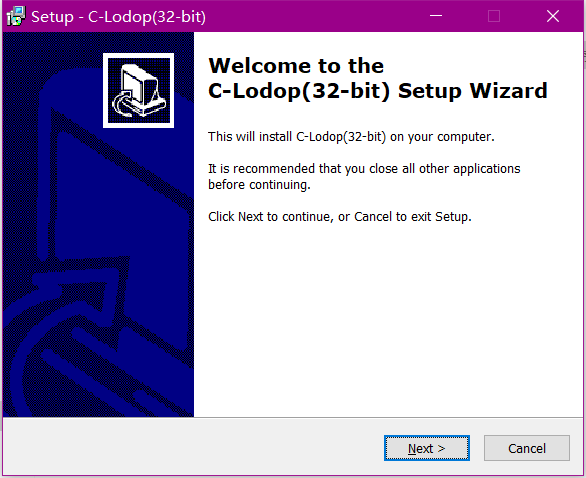 Setup - C-Lodop(32-bit)
Welcome to the
C-Lodop(32-bit) Setup Wizard
This will install C-Lodop(32-bit) on your computer.
It is recommended that you close all other applications
before continuing.
Click Next to continue, or Cancel to exit Setup.
Next >
Cancel